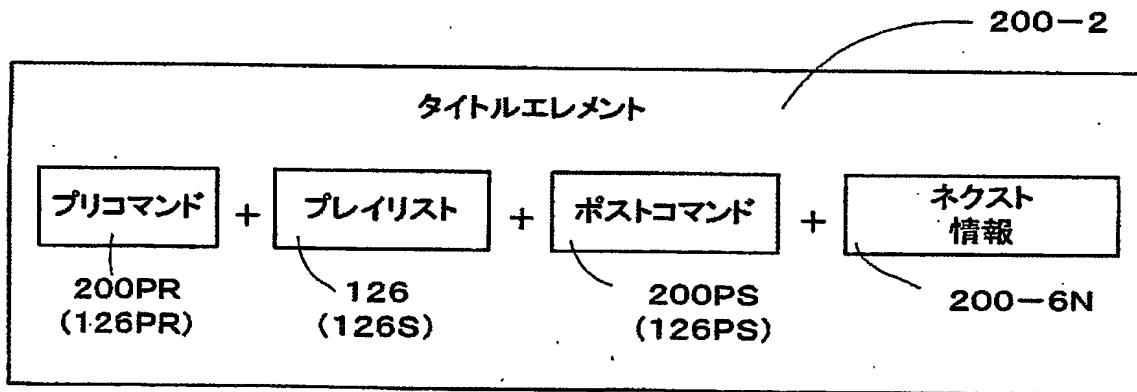 200-2
タイトルエレメント
プリコマンド + プレイリスト + ポストコマンド + ネクスト情報
200PR 126 200PS 200-6N
(126PR) (126S) (126PS)